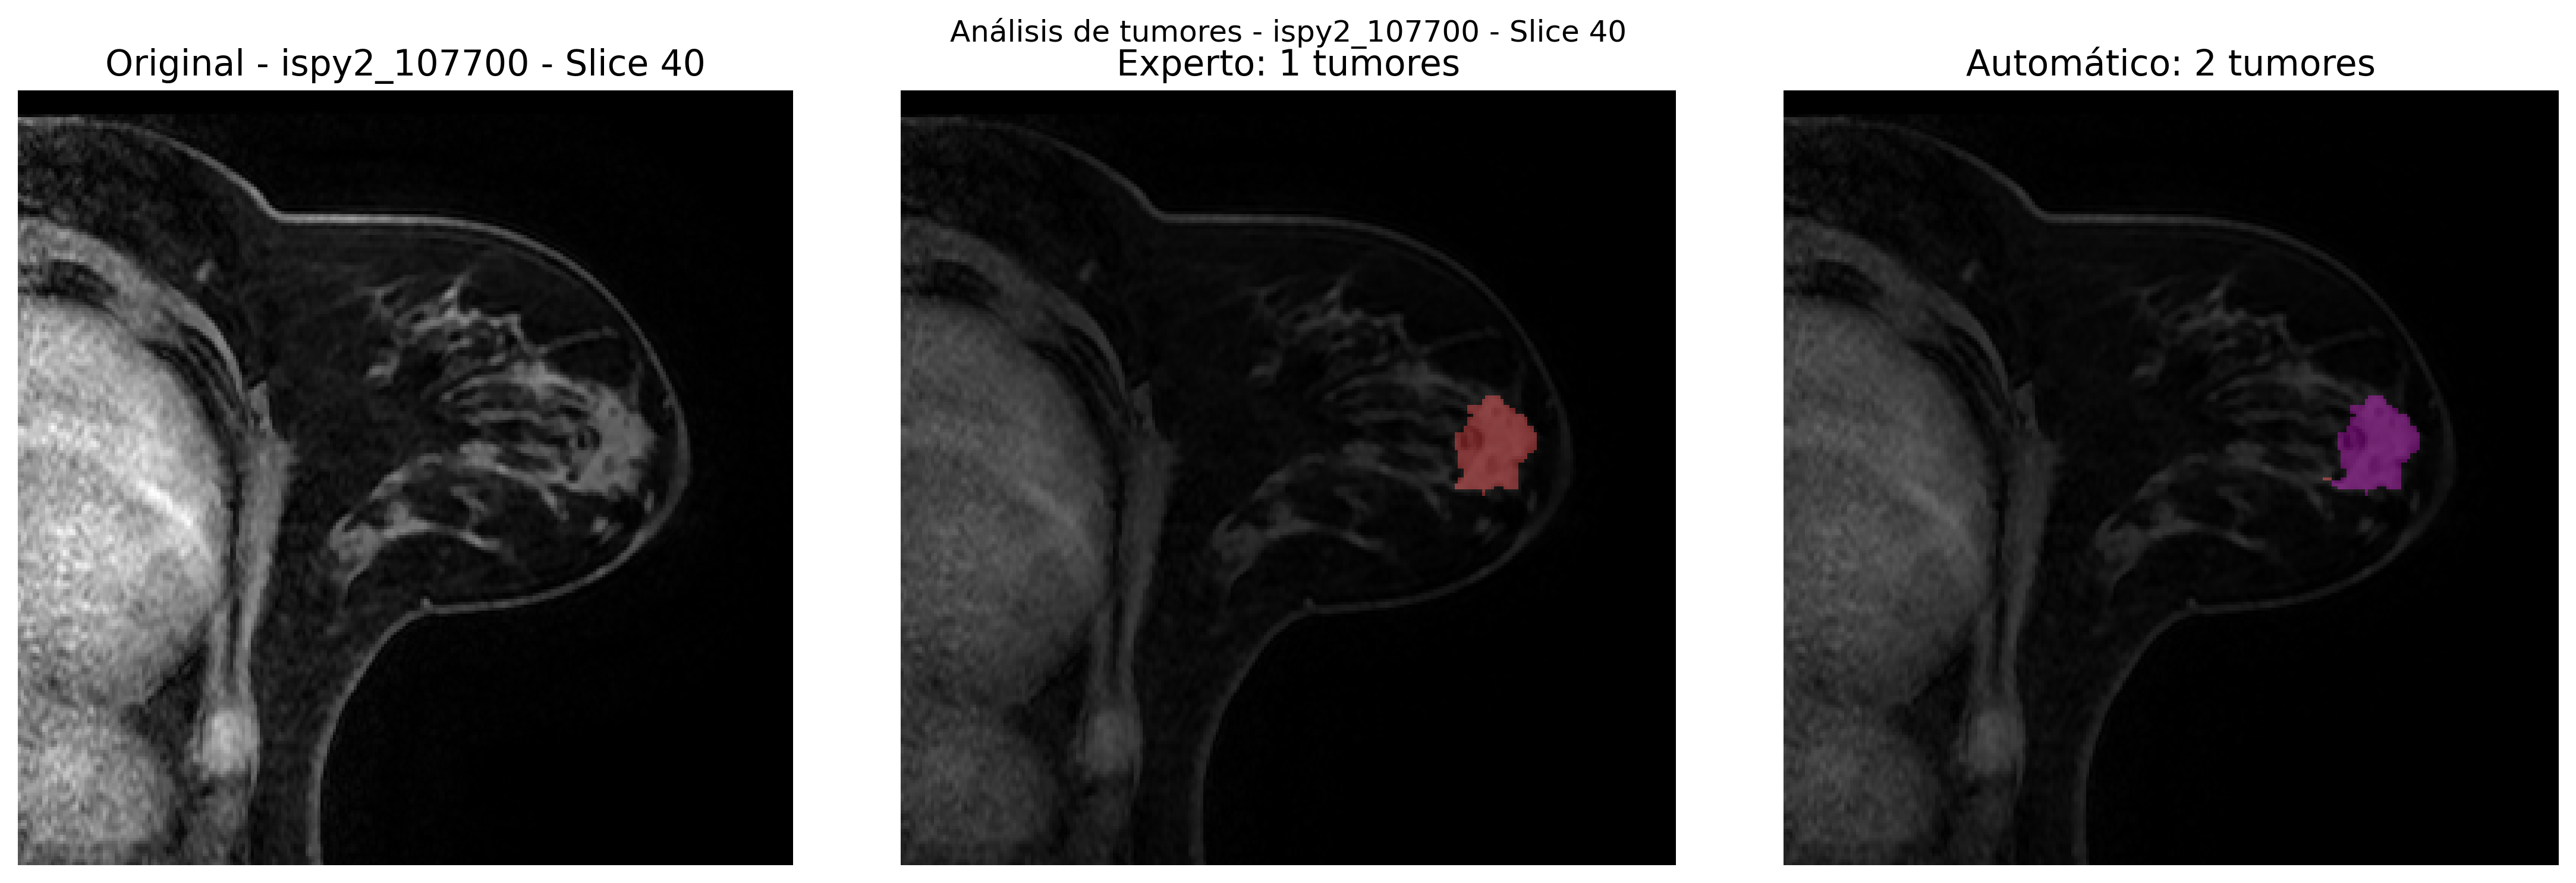 Análisis de tumores - ispy2_107700 - Slice 40
Original - ispy2_107700 - Slice 40
Experto: 1 tumores
Automático: 2 tumores